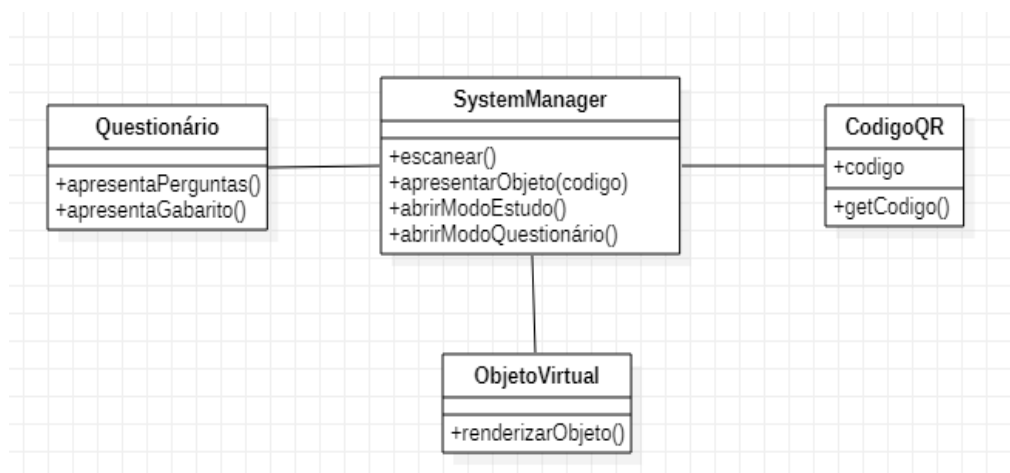 Questionário
+apresentaPerguntas()
+apresentaGabarito()
SystemManager
+escanear()
+apresentarObjeto(codigo)
+abrirModoEstudo()
+abrirModoQuestionário()
CodigoQR
+codigo
+getCodigo()
ObjetoVirtual
+renderizarObjeto()